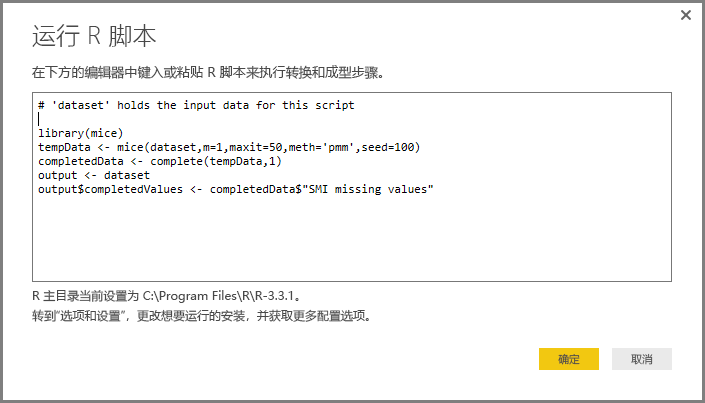 运行 R 脚本
在下方的编辑器中键入或粘贴 R 脚本来执行转换和成型步骤。
# 'dataset' holds the input data for this script
library(mice)
tempData <- mice(dataset,m=1,maxit=50,meth='pmm',seed=100)
completedData <- complete(tempData,1)
output <- dataset
output$completedValues <- completedData$"SMI missing values"
R 主目录当前设置为 C:\Program Files\R\R-3.3.1。
转到“选项和设置”，更改想要运行的安装，并获取更多配置选项。
确定 取消